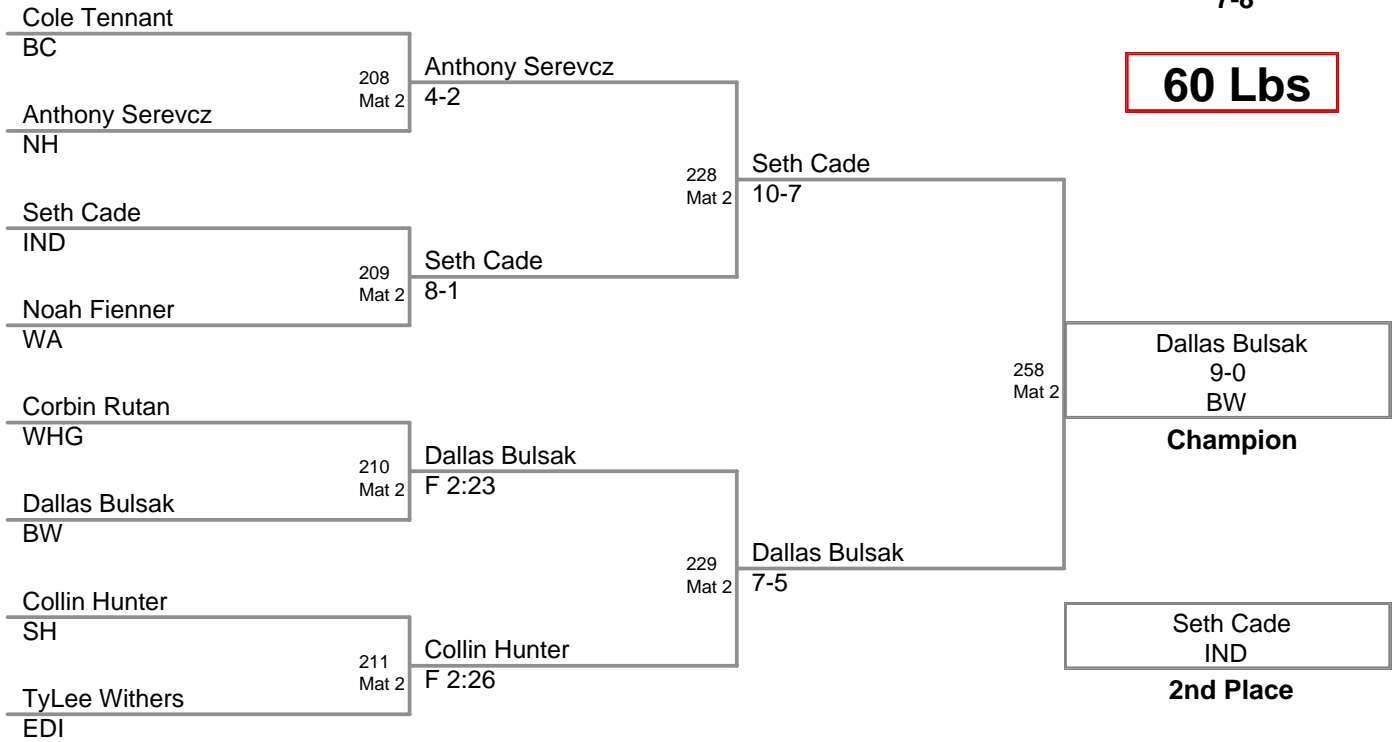 7-8
60 Lbs
Cole Tennant
BC
208
Mat 2
Anthony Serevcz
4-2
Anthony Serevcz
NH
228
Mat 2
Seth Cade
10-7
Seth Cade
IND
209
Mat 2
Seth Cade
8-1
Noah Fienner
WA
258
Mat 2
Dallas Bulsak
9-0
BW
Champion
Corbin Rutan
WHG
210
Mat 2
Dallas Bulsak
F 2:23
Dallas Bulsak
BW
229
Mat 2
Dallas Bulsak
7-5
Collin Hunter
SH
211
Mat 2
Collin Hunter
F 2:26
TyLee Withers
EDI
Seth Cade
IND
2nd Place